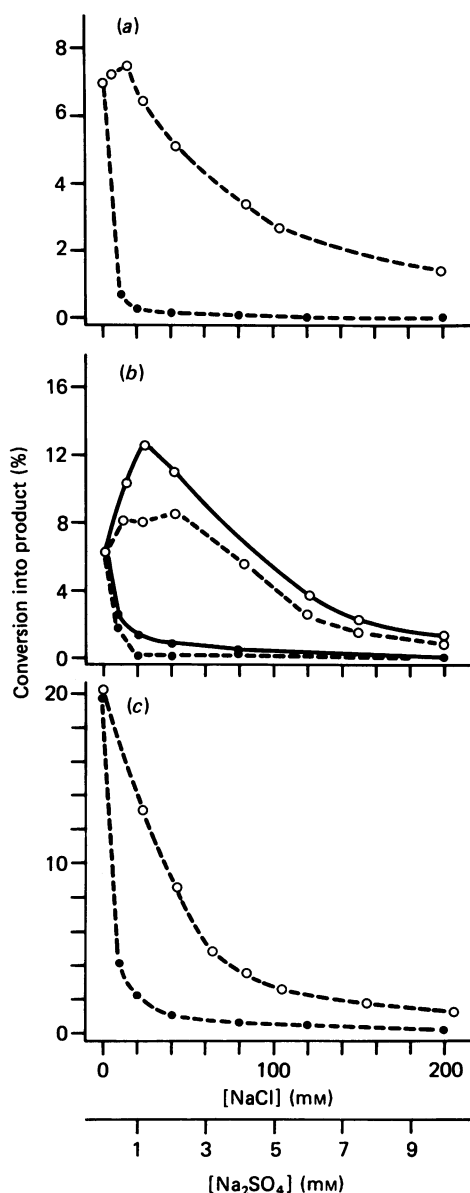 (a)
8
6
4
2
0
(b)
16
12
8
4
0
Conversion into product (%)
(c)
20
10
0
0 100 200
[NaCl] (mM)
1 3 5 7 9
[Na₂SO₄] (mM)